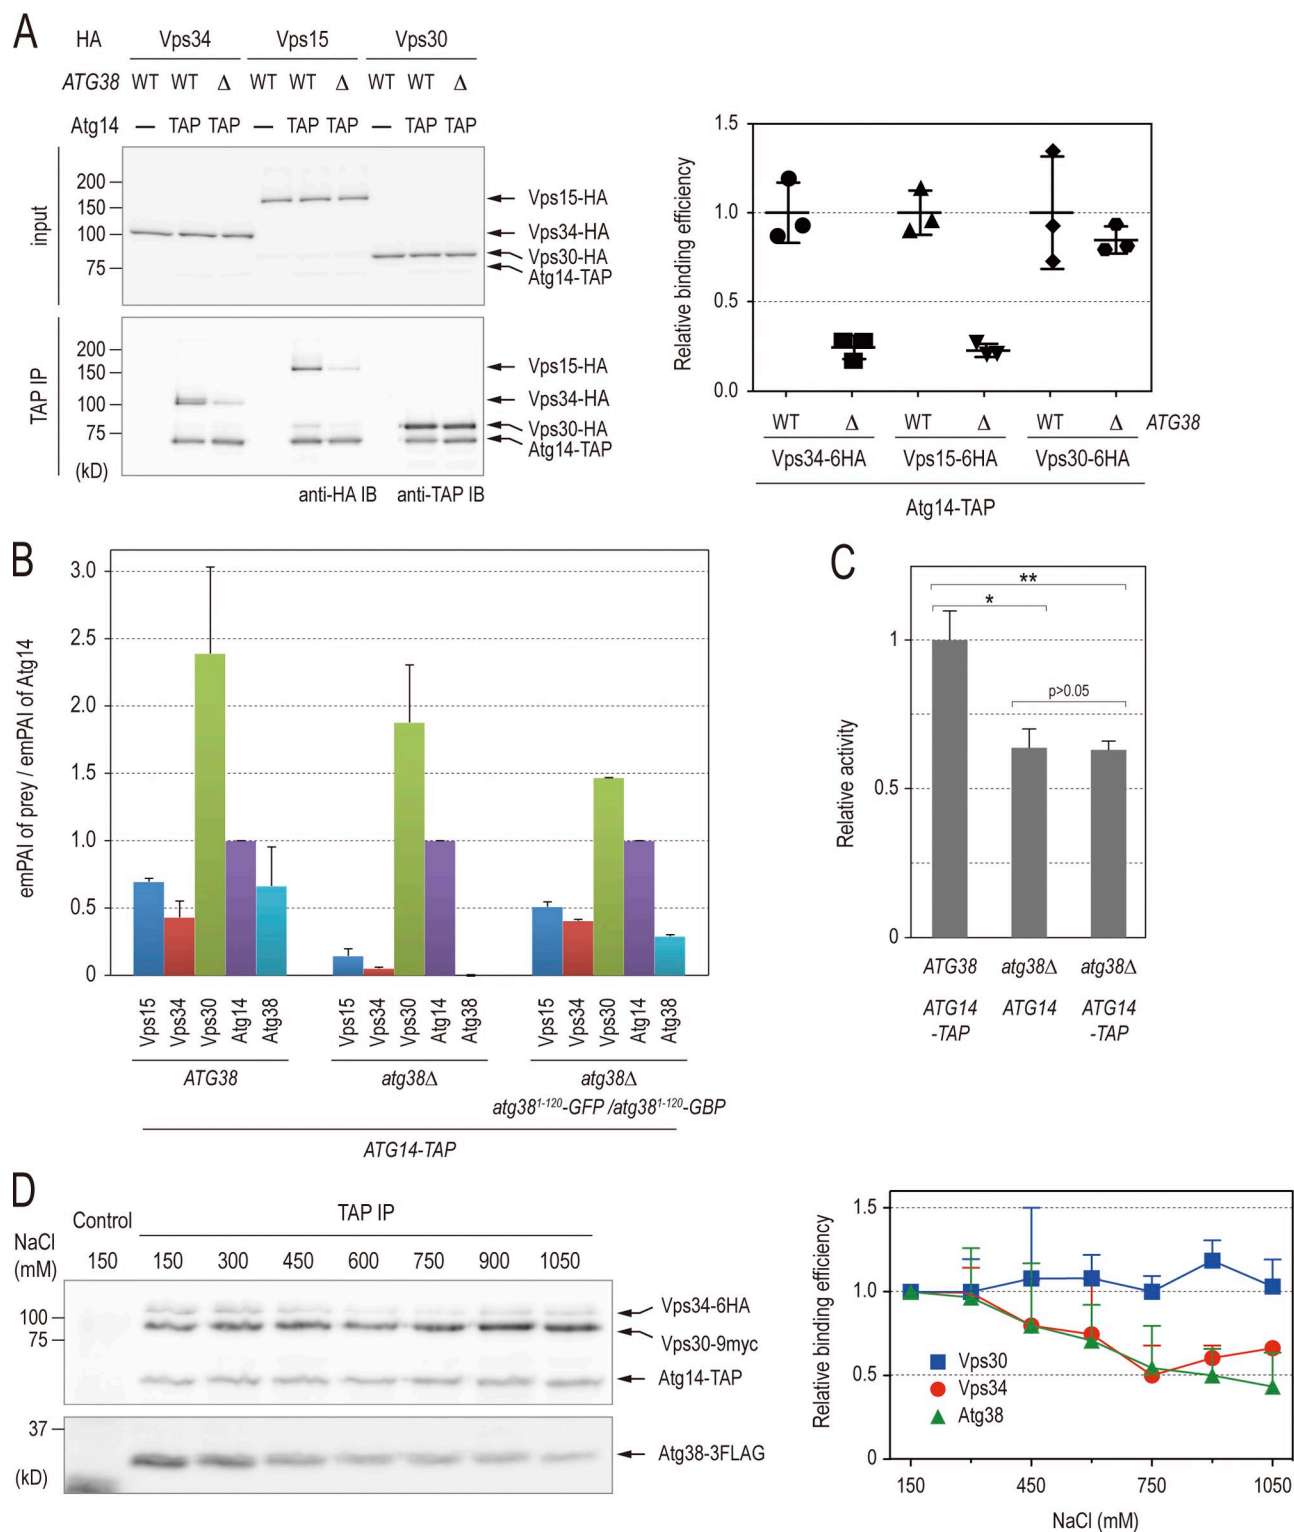 A
HA Vps34 Vps15 Vps30
ATG38 WT WT Δ WT WT Δ WT WT Δ
Atg14 — TAP TAP — TAP TAP — TAP TAP
input
200
150
100
75
Vps15-HA
Vps34-HA
Vps30-HA
Atg14-TAP
TAP IP
200
150
100
75
(kD)
Vps15-HA
Vps34-HA
Vps30-HA
Atg14-TAP
anti-HA IB anti-TAP IB
Relative binding efficiency
1.5
1.0
0.5
0.0
WT Δ WT Δ WT Δ ATG38
Vps34-6HA Vps15-6HA Vps30-6HA
Atg14-TAP
B
emPAI of prey / emPAI of Atg14
3.0
2.5
2.0
1.5
1.0
0.5
0
Vps15 Vps34 Vps30 Atg14 Atg38 Vps15 Vps34 Vps30 Atg14 Atg38 Vps15 Vps34 Vps30 Atg14 Atg38
ATG38 atg38Δ atg38Δ
atg38¹⁻¹²⁰-GFP /atg38¹⁻¹²⁰-GBP
ATG14-TAP
C
Relative activity
**
*
p>0.05
1
0.5
0
ATG38 atg38Δ atg38Δ
ATG14 ATG14 ATG14
-TAP -TAP
D
Control TAP IP
NaCl
(mM) 150 150 300 450 600 750 900 1050
100
75
Vps34-6HA
Vps30-9myc
Atg14-TAP
37
(kD)
Atg38-3FLAG
Relative binding efficiency
1.5
1.0
0.5
0
Vps30
Vps34
Atg38
150 450 750 1050
NaCl (mM)